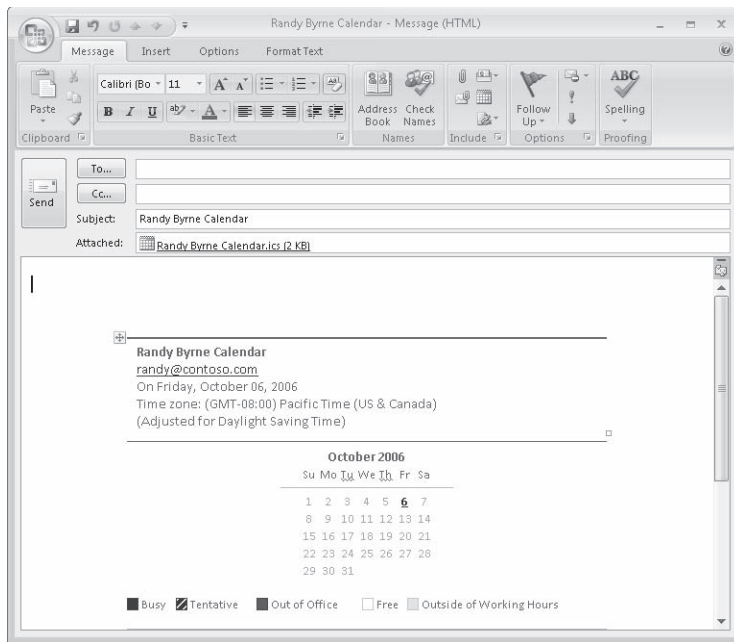 Randy Byrne Calendar - Message (HTML)
Message Insert Options Format Text
Paste
Calibri (Bo 11
B I U
Address Book
Check Names
Follow Up
ABC
Spelling
Clipboard Basic Text Names Include Options Proofing
Send
To...
Cc...
Subject: Randy Byrne Calendar
Attached: Randy Byrne Calendar.ics (2 KB)
Randy Byrne Calendar
randy@contoso.com
On Friday, October 06, 2006
Time zone: (GMT-08:00) Pacific Time (US & Canada)
(Adjusted for Daylight Saving Time)
October 2006
Su Mo Tu We Th Fr Sa
1 2 3 4 5 6 7
8 9 10 11 12 13 14
15 16 17 18 19 20 21
22 23 24 25 26 27 28
29 30 31
Busy Tentative Out of Office Free Outside of Working Hours